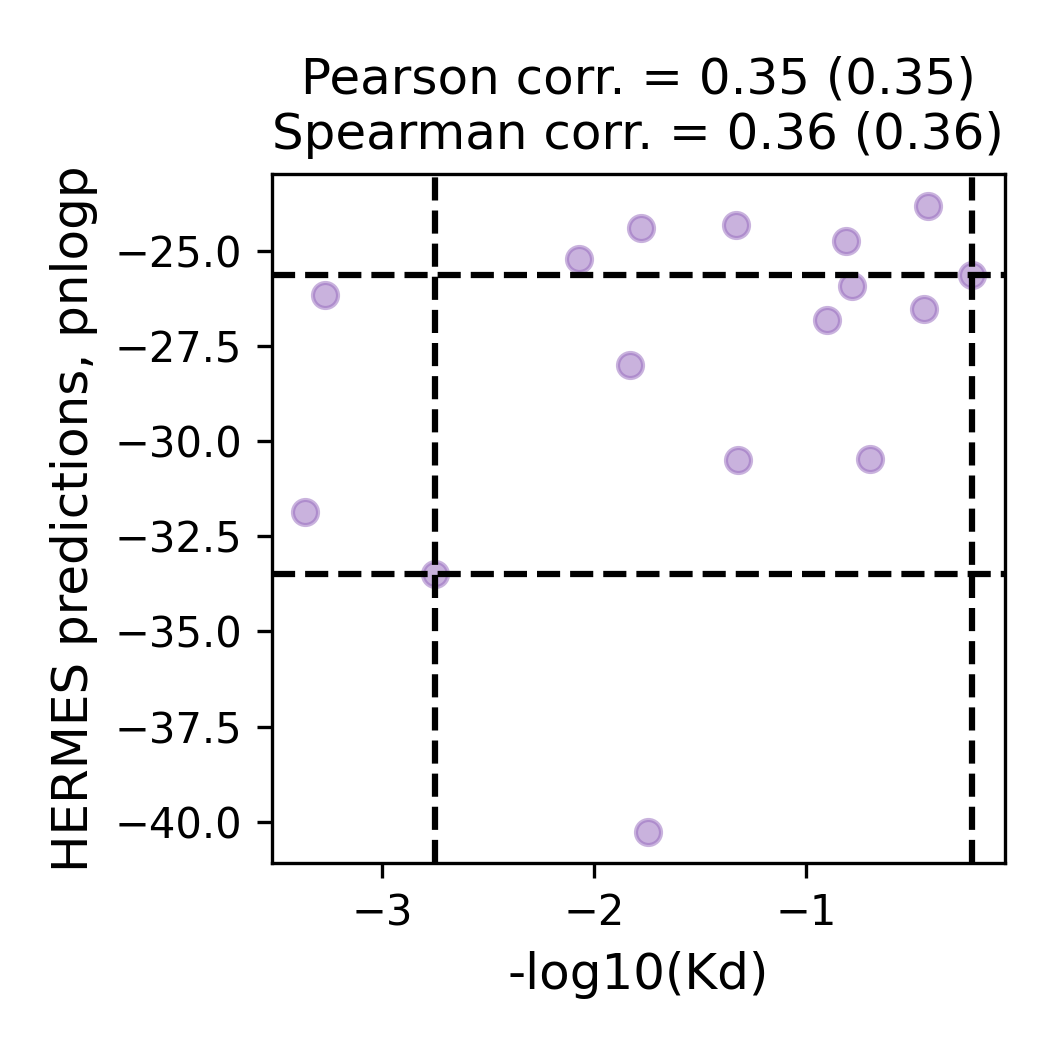 Pearson corr. = 0.35 (0.35)
Spearman corr. = 0.36 (0.36)
HERMES predictions, pnlogp
−25.0
−27.5
−30.0
−32.5
−35.0
−37.5
−40.0
−3
−2
−1
-log10(Kd)